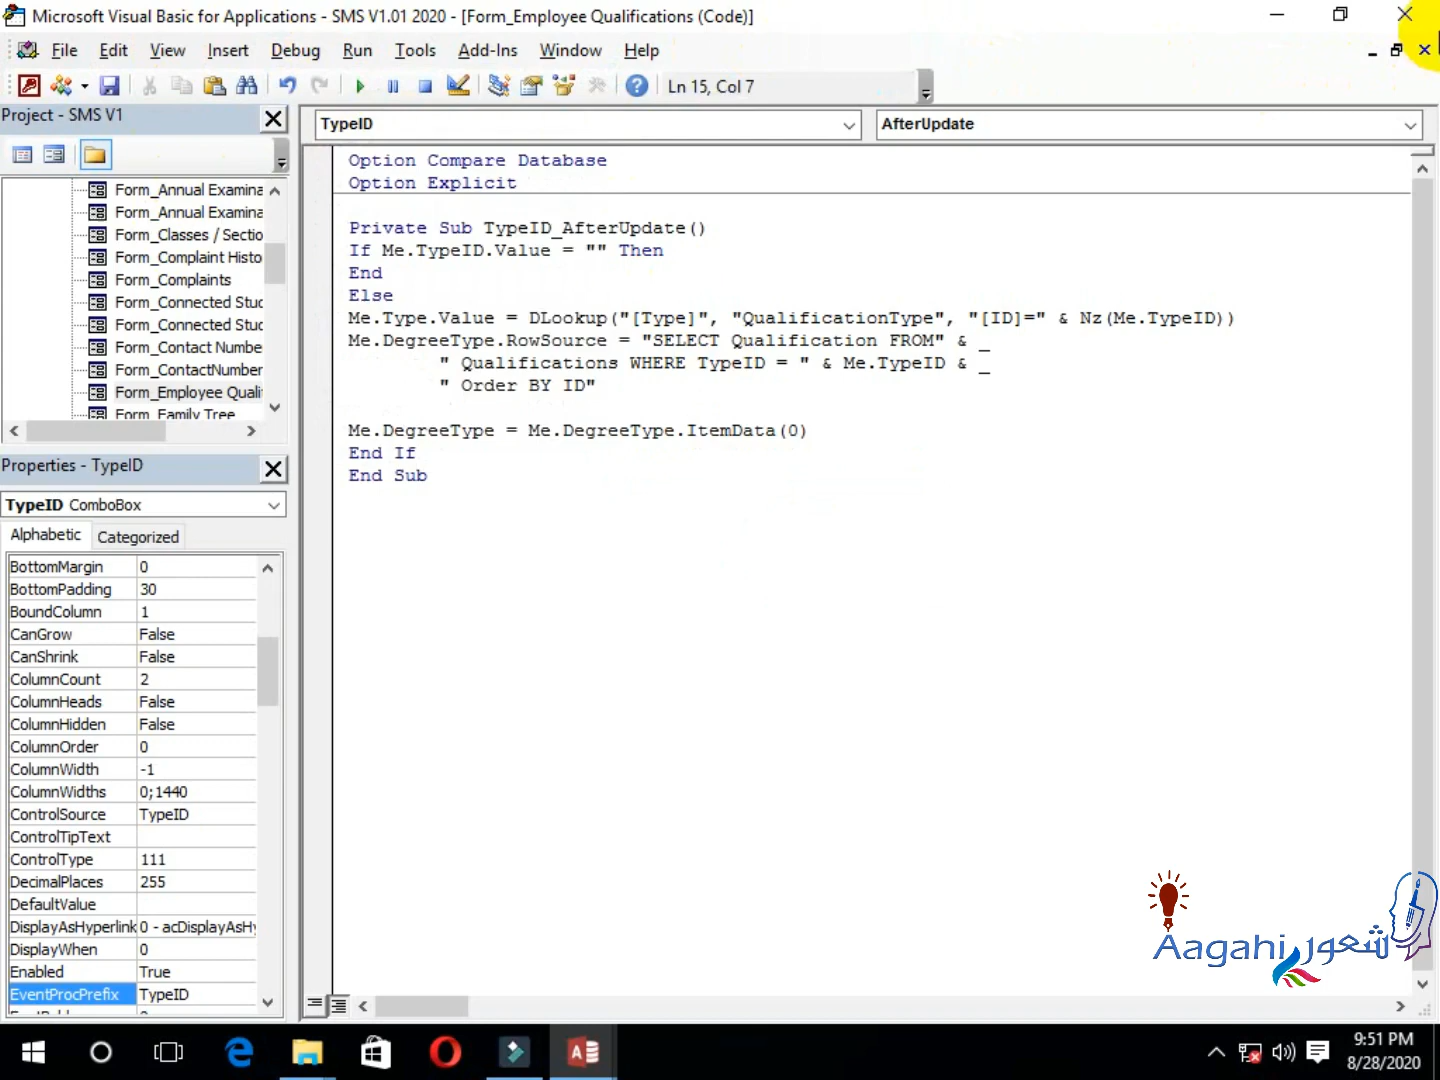 Microsoft Visual Basic for Applications - SMS V1.01 2020 - [Form_Employee Qualifications (Code)]
File Edit View Insert Debug Run Tools Add-Ins Window Help
Ln 15, Col 7
Project - SMS V1
TypeID
AfterUpdate
Form_Annual Examina
Form_Annual Examina
Form_Classes / Sectio
Form_Complaint Histo
Form_Complaints
Form_Connected Stuc
Form_Connected Stuc
Form_Contact Number
Form_ContactNumber
Form_Employee Quali
Form_Family Tree
Option Compare Database
Option Explicit
Private Sub TypeID_AfterUpdate()
If Me.TypeID.Value = "" Then
End
Else
Me.Type.Value = DLookup("[Type]", "QualificationType", "[ID]=" & Nz(Me.TypeID))
Me.DegreeType.RowSource = "SELECT Qualification FROM" & _
" Qualifications WHERE TypeID = " & Me.TypeID & _
" Order BY ID"
Me.DegreeType = Me.DegreeType.ItemData(0)
End If
End Sub
Properties - TypeID
TypeID ComboBox
Alphabetic Categorized
BottomMargin 0
BottomPadding 30
BoundColumn 1
CanGrow False
CanShrink False
ColumnCount 2
ColumnHeads False
ColumnHidden False
ColumnOrder 0
ColumnWidth -1
ColumnWidths 0;1440
ControlSource TypeID
ControlTipText
ControlType 111
DecimalPlaces 255
DefaultValue
DisplayAsHyperlink 0 - acDisplayAsHy
DisplayWhen 0
Enabled True
EventProcPrefix TypeID
Aagahi شعور
9:51 PM
8/28/2020